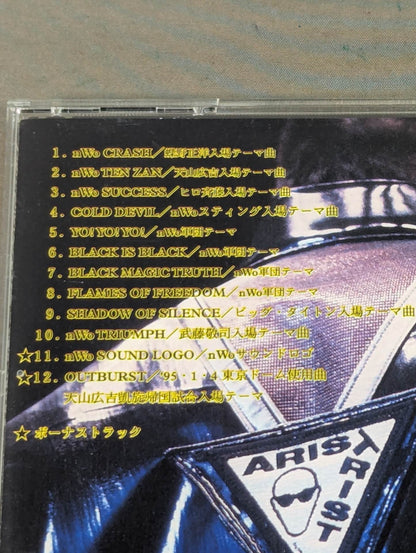 1. nWo CRASH／蝶野正洋入場テーマ曲
2. nWo TEN ZAN／天山広吉入場テーマ曲
3. nWo SUCCESS／ヒロ斉藤入場テーマ曲
4. COLD DEVIL／nWoスティング入場テーマ曲
5. YO! YO! YO!／nWo軍団テーマ
6. BLACK IS BLACK／nWo軍団テーマ
7. BLACK MAGIC TRUTH／nWo軍団テーマ
8. FLAMES OF FREEDOM／nWo軍団テーマ
9. SHADOW OF SILENCE／ビッグ・タイトン入場テーマ曲
10. nWo TRIUMPH／武藤敬司入場テーマ曲
☆11. nWo SOUND LOGO／nWoサウンドロゴ
☆12. OUTBURST／'95・1・4東京ドーム使用曲
天山広吉凱旋帰国試合入場テーマ
☆ボーナストラック
ARIST
ARIST